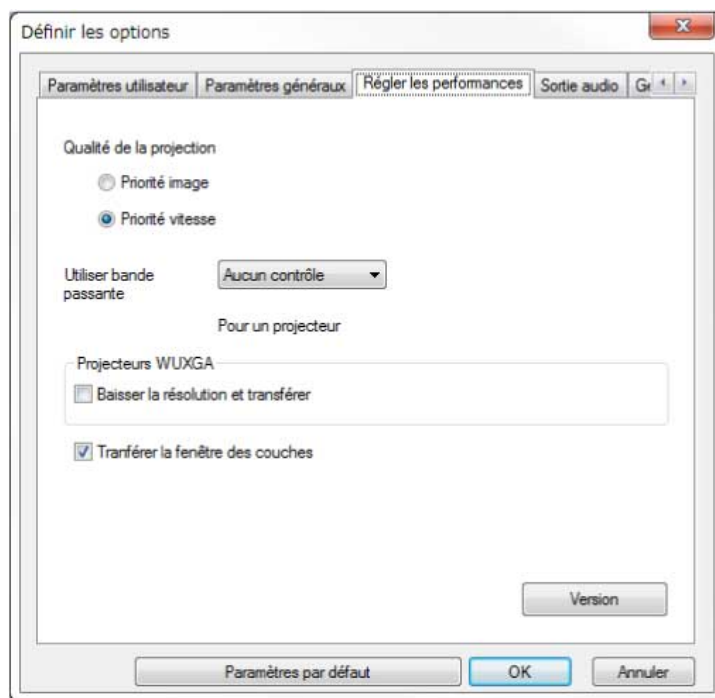 Définir les options
Paramètres utilisateur Paramètres généraux Régler les performances Sortie audio
Qualité de la projection
Priorité image
Priorité vitesse
Utiliser bande passante Aucun contrôle
Pour un projecteur
Projecteurs WUXGA
Baisser la résolution et transférer
Tranférer la fenêtre des couches
Version
Paramètres par défaut OK Annuler